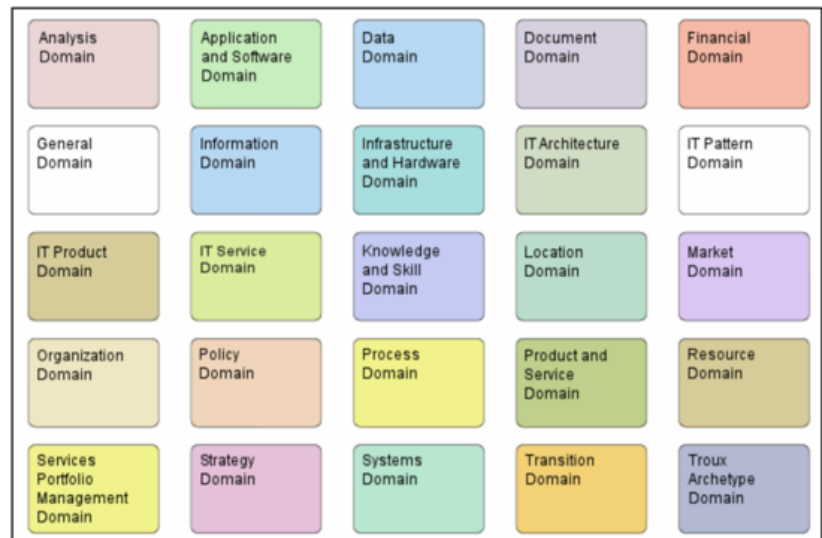 Analysis
Domain
Application
and Software
Domain
Data
Domain
Document
Domain
Financial
Domain
General
Domain
Information
Domain
Infrastructure
and Hardware
Domain
IT Architecture
Domain
IT Pattern
Domain
IT Product
Domain
IT Service
Domain
Knowledge
and Skill
Domain
Location
Domain
Market
Domain
Organization
Domain
Policy
Domain
Process
Domain
Product and
Service
Domain
Resource
Domain
Services
Portfolio
Management
Domain
Strategy
Domain
Systems
Domain
Transition
Domain
Troux
Archetype
Domain